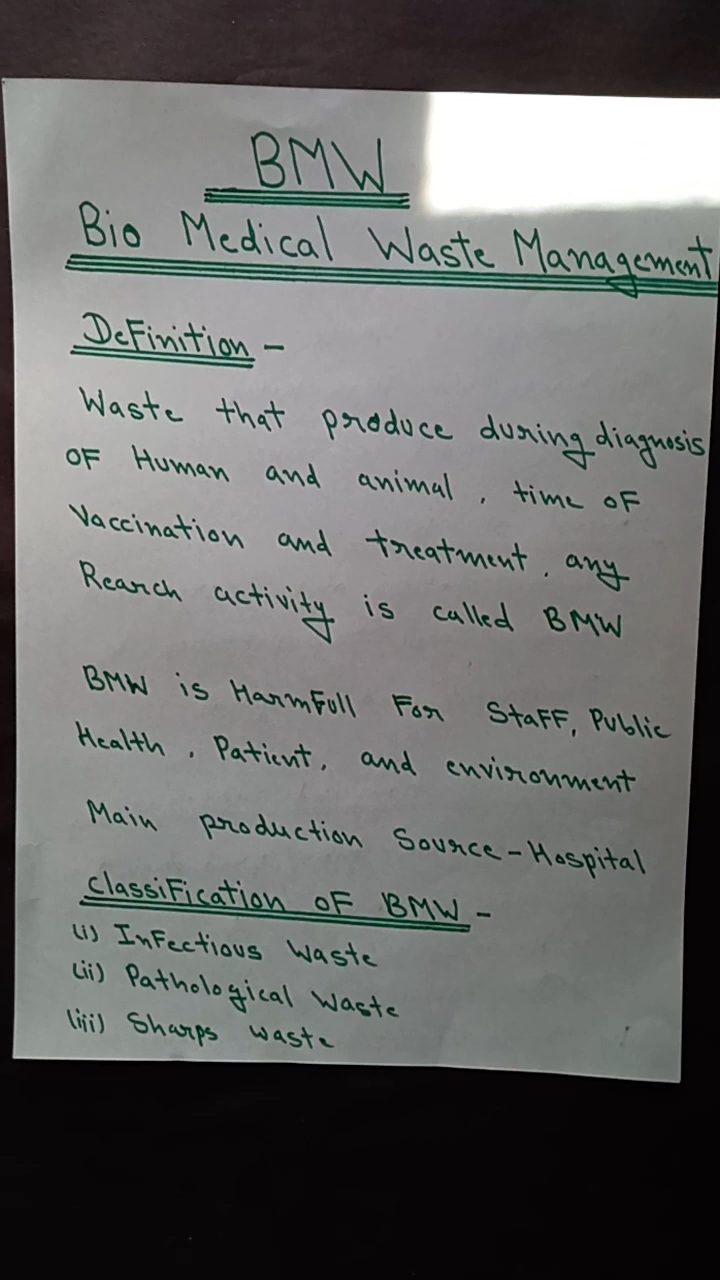 BMW
Bio Medical Waste Management
Definition -
Waste that produce during diagnosis
of Human and animal, time of
Vaccination and treatment, any
Rearch activity is called BMW
BMW is Harmfull For Staff, Public
Health, Patient, and environment
Main production Source - Hospital
classification of BMW -
(i) Infectious Waste
(ii) Pathological Waste
(iii) Sharps waste